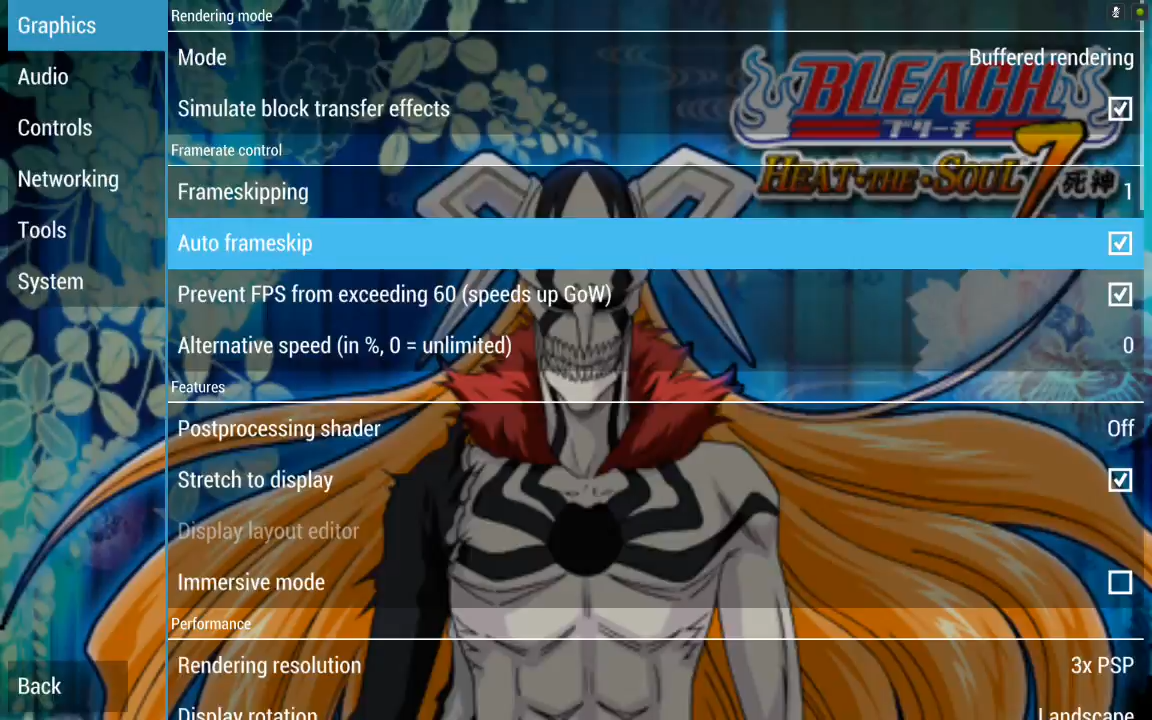 Graphics
Audio
Controls
Networking
Tools
System
Back
Rendering mode
Mode
Buffered rendering
Simulate block transfer effects
Framerate control
Frameskipping
1
Auto frameskip
Prevent FPS from exceeding 60 (speeds up GoW)
Alternative speed (in %, 0 = unlimited)
0
Features
Postprocessing shader
Off
Stretch to display
Display layout editor
Immersive mode
Performance
Rendering resolution
3x PSP
Display rotation
Landscape
BLEACH
ブリーチ
HEAT・THE・SOUL 7
死神